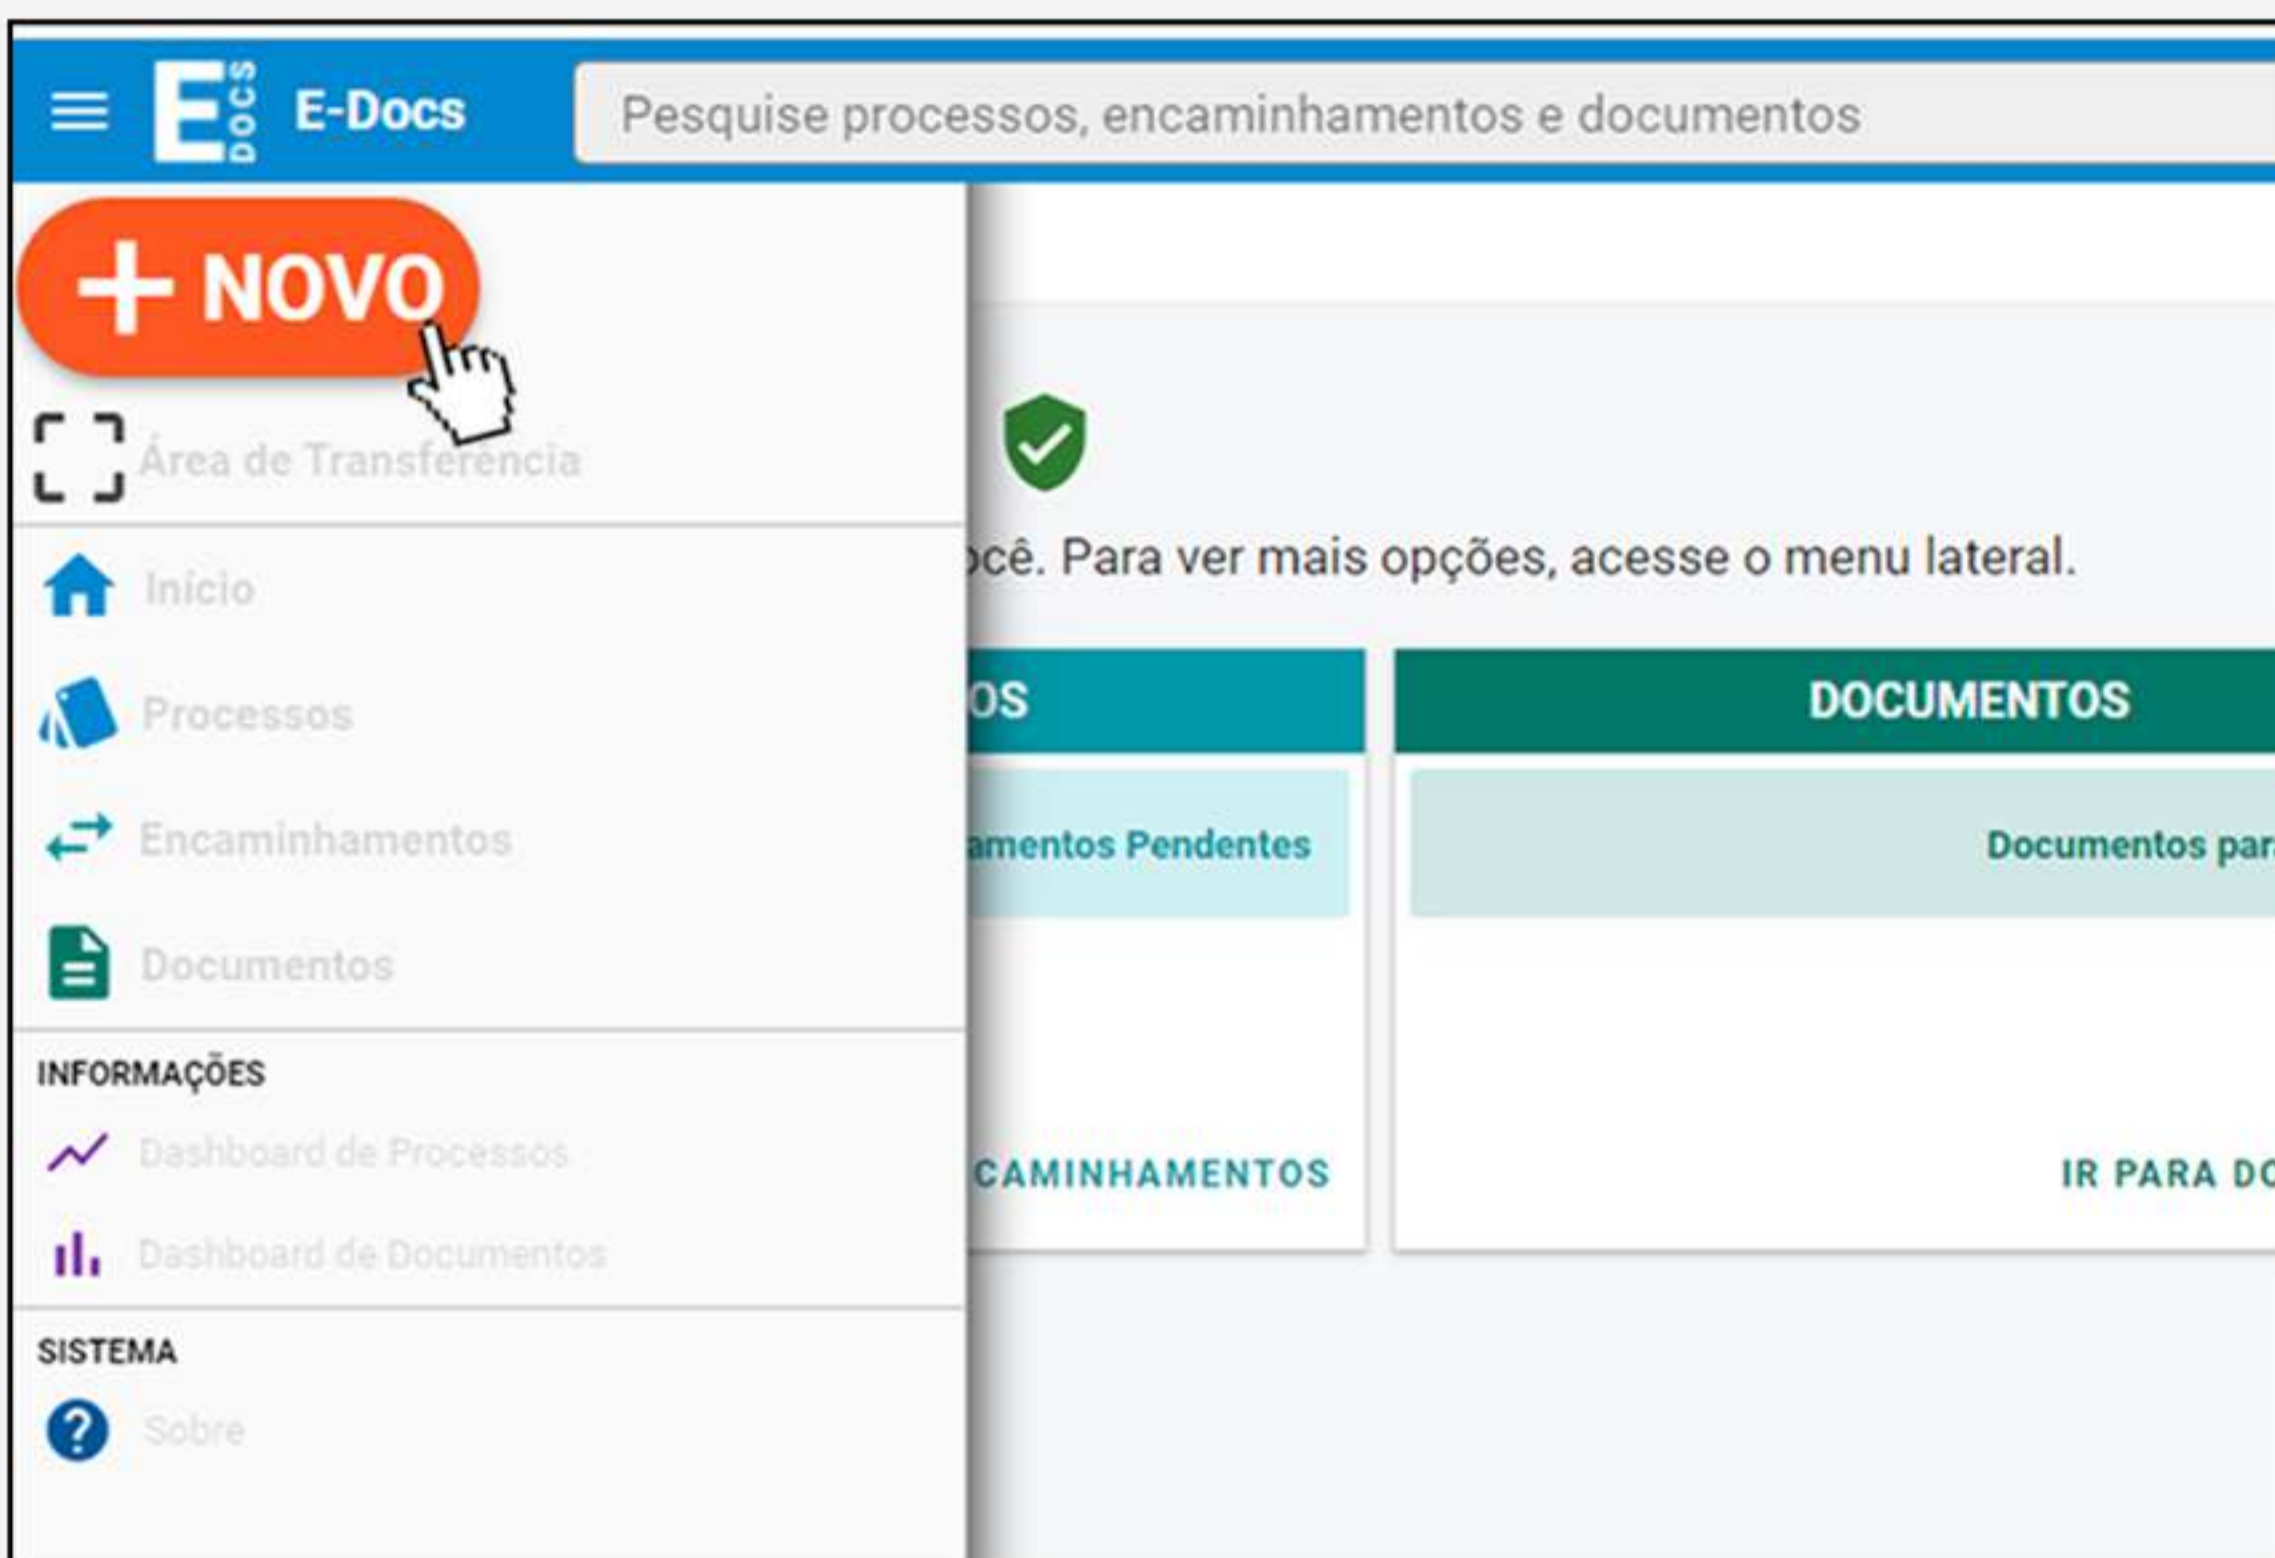 E DOCS E-Docs Pesquise processos, encaminhamentos e documentos
+ NOVO
Área de Transferência
Início
Processos
Encaminhamentos
Documentos
INFORMAÇÕES
Dashboard de Processos
Dashboard de Documentos
SISTEMA
Sobre
ocê. Para ver mais opções, acesse o menu lateral.
OS
amentos Pendentes
CAMINHAMENTOS
DOCUMENTOS
Documentos para
IR PARA DO